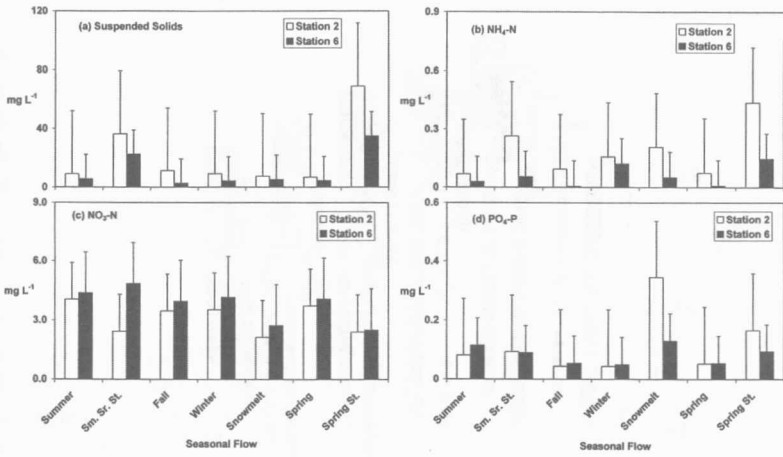 120
(a) Suspended Solids
Station 2
Station 6
80
mg L⁻¹
40
0
0.9
(b) NH₄-N
Station 2
Station 6
0.6
mg L⁻¹
0.3
0
9.0
(c) NO₃-N
Station 2
Station 6
6.0
mg L⁻¹
3.0
0.0
Summer
Sm. Sr. St.
Fall
Winter
Snowmelt
Spring
Spring St.
Seasonal Flow
0.6
(d) PO₄-P
Station 2
Station 6
0.4
mg L⁻¹
0.2
0
Summer
Sm. Sr. St.
Fall
Winter
Snowmelt
Spring
Spring St.
Seasonal Flow